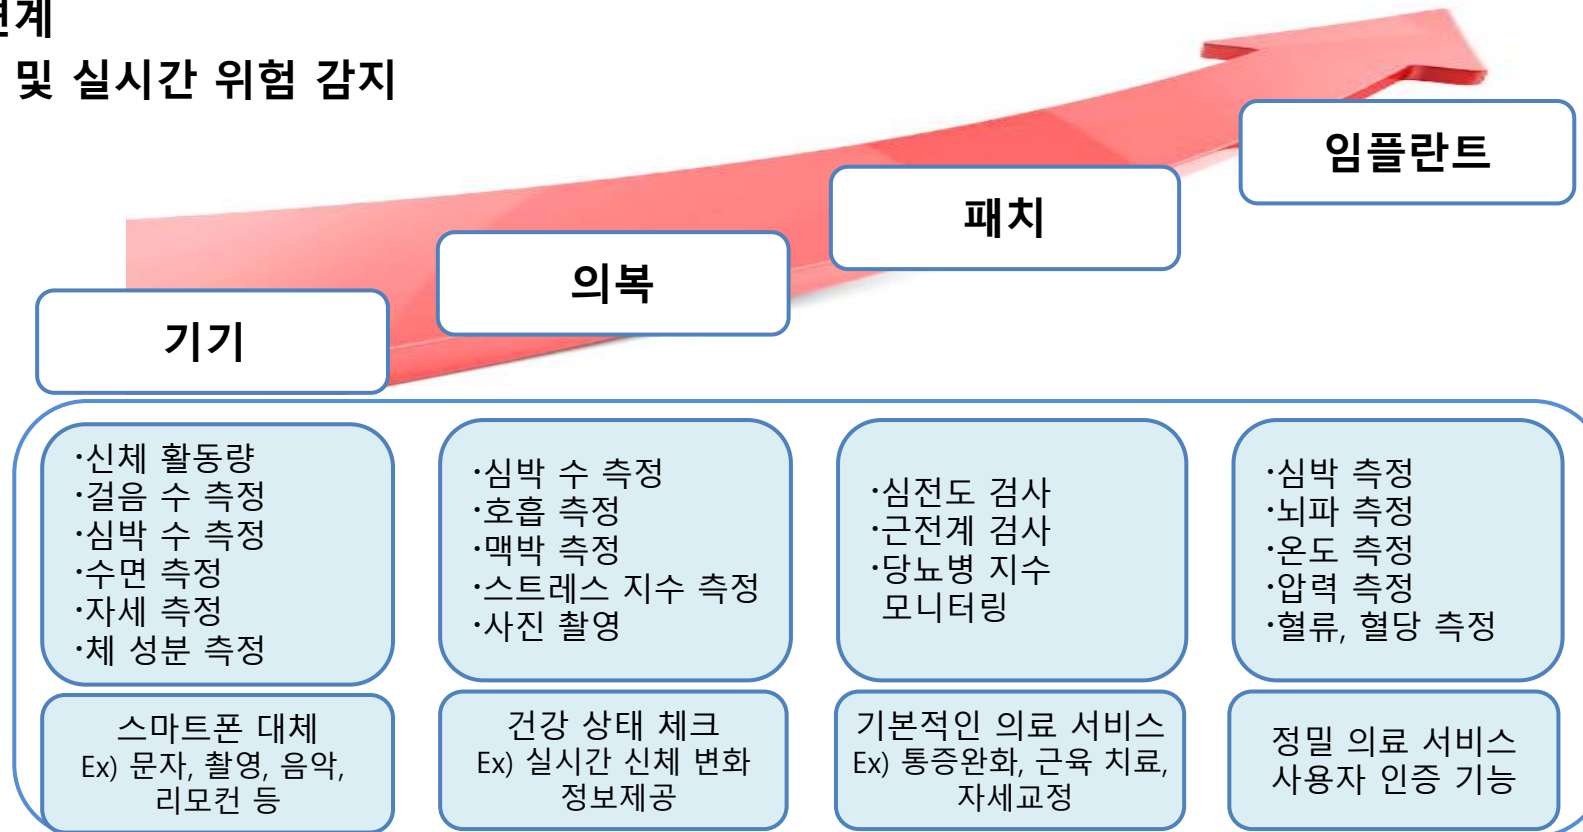 및 실시간 위험 감지
임플란트
패치
의복
기기
·신체 활동량
·걸음 수 측정
·심박 수 측정
·수면 측정
·자세 측정
·체 성분 측정
·심박 수 측정
·호흡 측정
·맥박 측정
·스트레스 지수 측정
·사진 촬영
·심전도 검사
·근전계 검사
·당뇨병 지수
모니터링
·심박 측정
·뇌파 측정
·온도 측정
·압력 측정
·혈류, 혈당 측정
스마트폰 대체
Ex) 문자, 촬영, 음악,
리모컨 등
건강 상태 체크
Ex) 실시간 신체 변화
정보제공
기본적인 의료 서비스
Ex) 통증완화, 근육 치료,
자세교정
정밀 의료 서비스
사용자 인증 기능